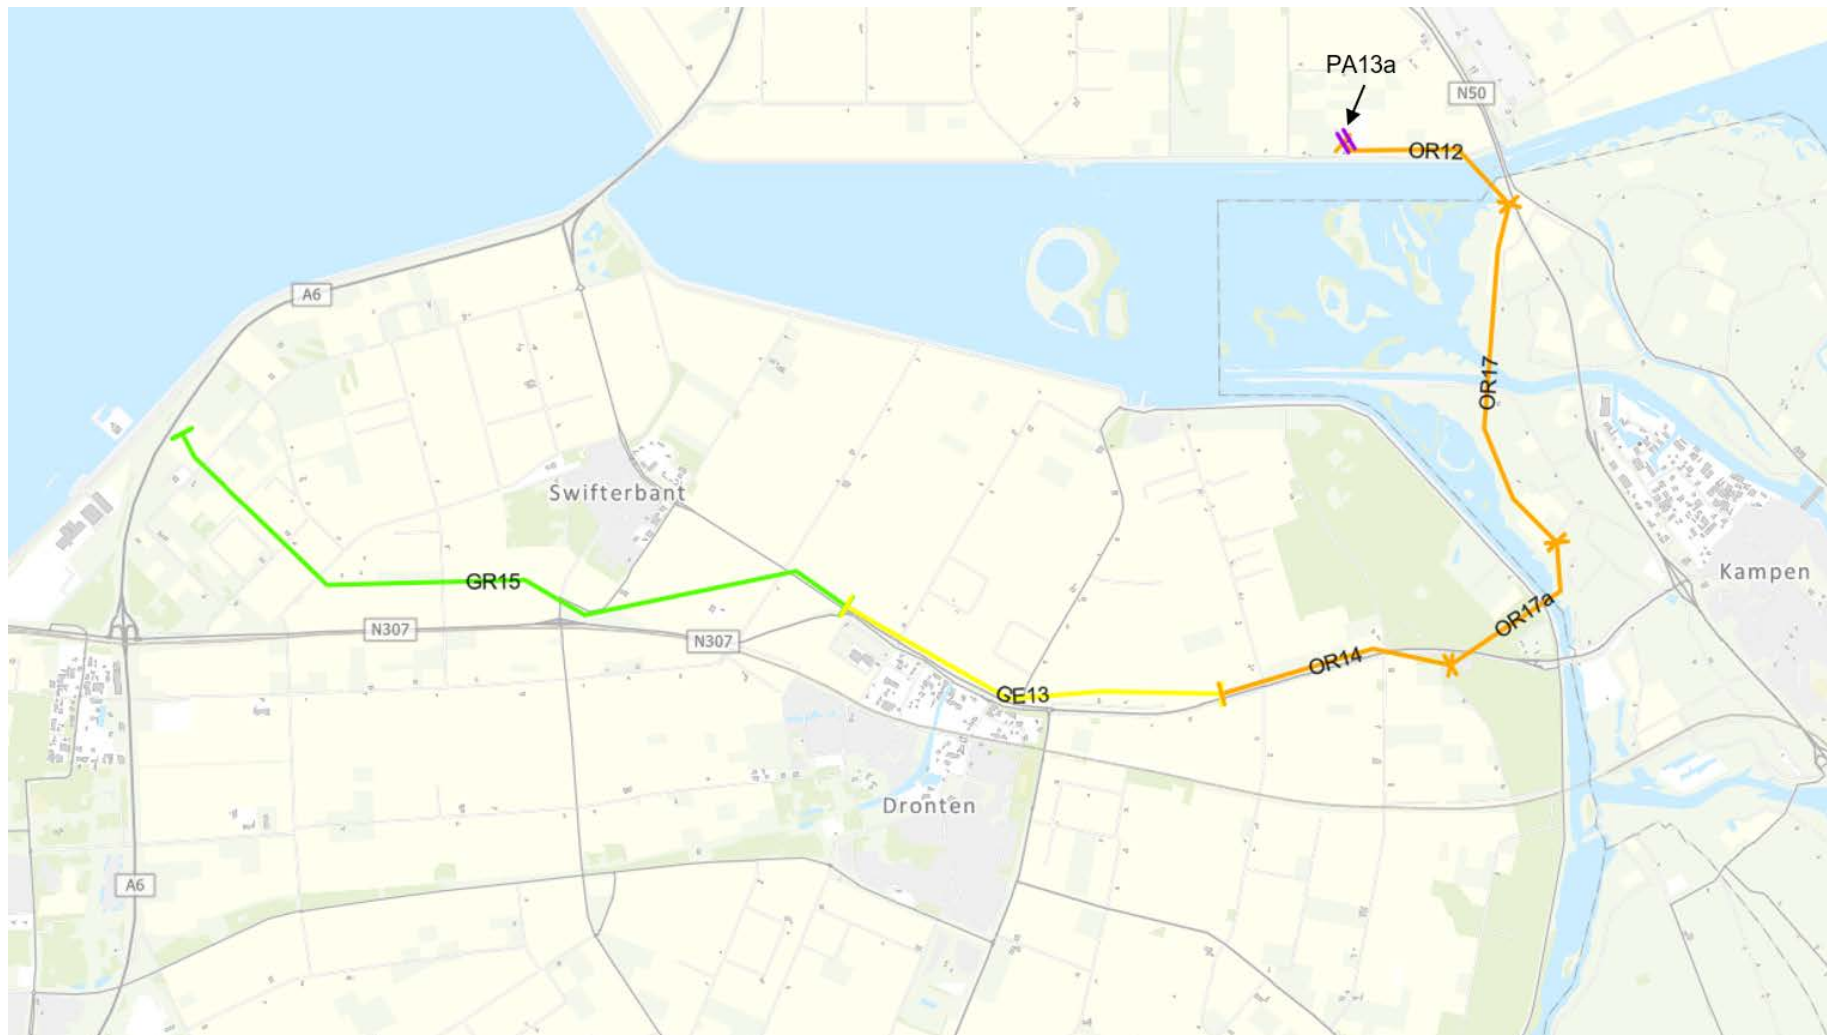 PA13a
N50
OR12
A6
OR17
Swifterbant
Kampen
GR15
OR17a
N307
N307
OR14
GE13
Dronten
A6